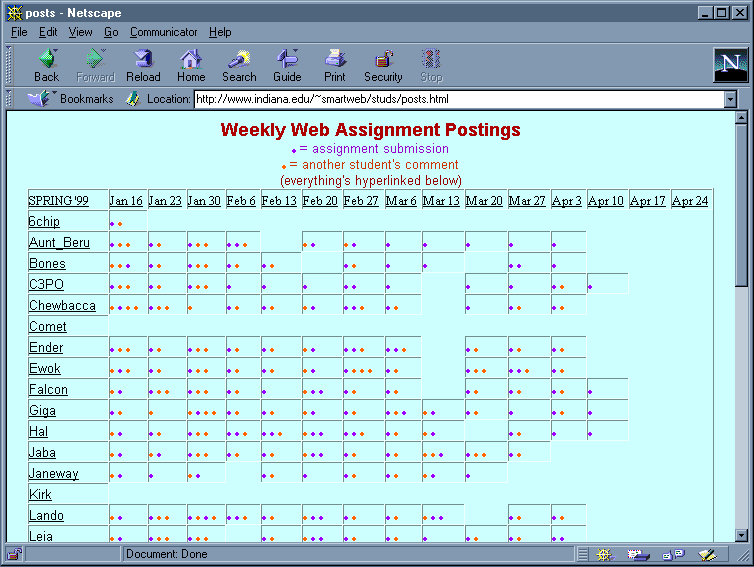 posts - Netscape
File Edit View Go Communicator Help
Back Forward Reload Home Search Guide Print Security Stop
N
Bookmarks Location: http://www.indiana.edu/~smartweb/studs/posts.html
Weekly Web Assignment Postings
= assignment submission
= another student's comment
(everything's hyperlinked below)
SPRING '99 Jan 16 Jan 23 Jan 30 Feb 6 Feb 13 Feb 20 Feb 27 Mar 6 Mar 13 Mar 20 Mar 27 Apr 3 Apr 10 Apr 17 Apr 24
6chip
Aunt_Beru
Bones
C3PO
Chewbacca
Comet
Ender
Ewok
Falcon
Giga
Hal
Jaba
Janeway
Kirk
Lando
Leia
Document: Done